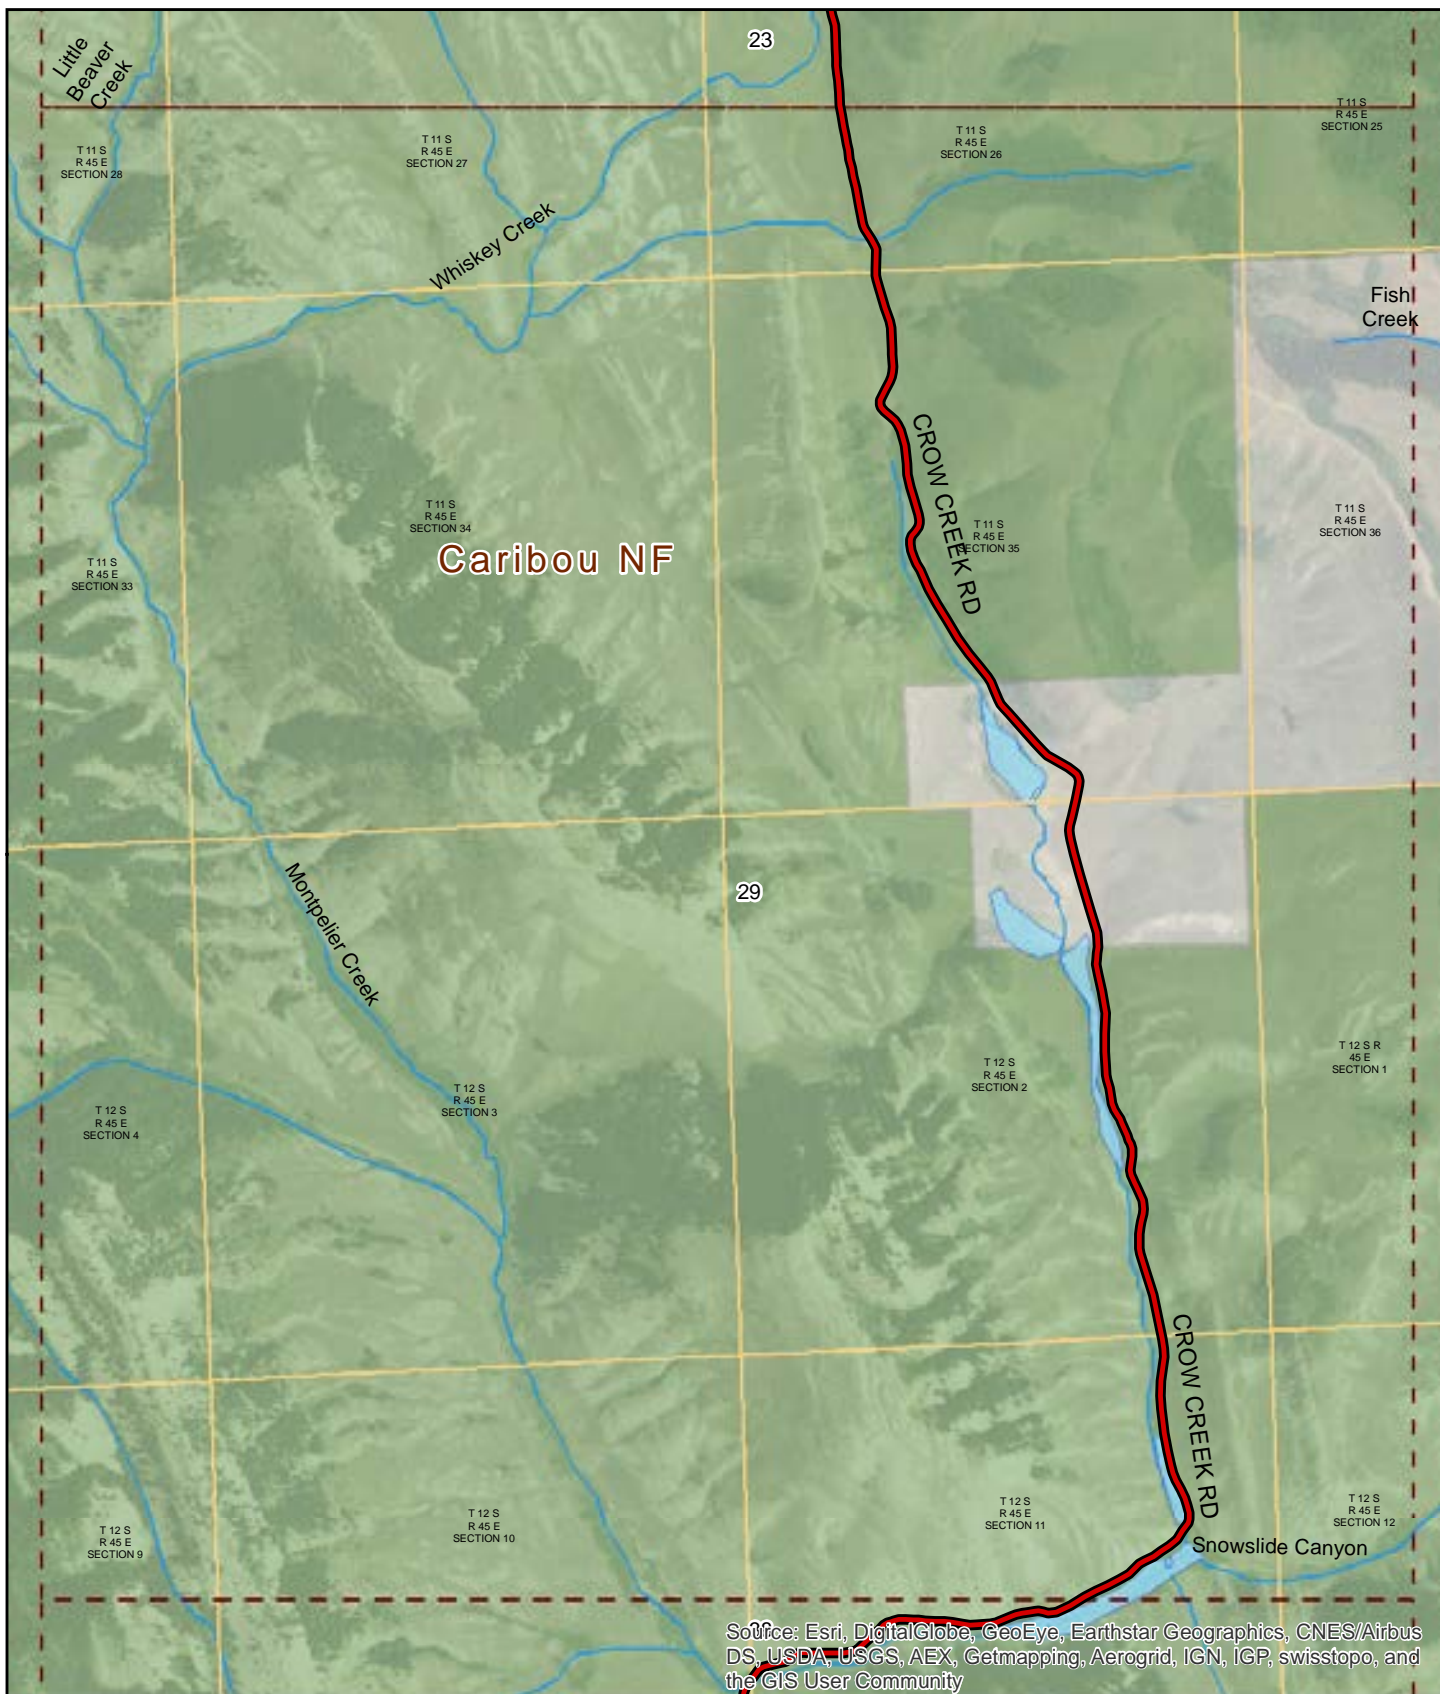 23
Little
Beaver
Creek
T 11 S
R 45 E
SECTION 25
T 11 S
R 45 E
SECTION 26
T 11 S
R 45 E
SECTION 27
T 11 S
R 45 E
SECTION 28
Whiskey Creek
Fish
Creek
CROW CREEK RD
T 11 S
R 45 E
SECTION 34
T 11 S
R 45 E
SECTION 35
T 11 S
R 45 E
SECTION 36
Caribou NF
T 11 S
R 45 E
SECTION 33
29
Montpelier Creek
T 12 S
R 45 E
SECTION 2
T 12 S R
45 E
SECTION 1
T 12 S
R 45 E
SECTION 3
T 12 S
R 45 E
SECTION 4
CROW CREEK RD
T 12 S
R 45 E
SECTION 11
T 12 S
R 45 E
SECTION 12
T 12 S
R 45 E
SECTION 10
T 12 S
R 45 E
SECTION 9
Snowslide Canyon
Source: Esri, DigitalGlobe, GeoEye, Earthstar Geographics, CNES/Airbus
DS, USDA, USGS, AEX, Getmapping, Aerogrid, IGN, IGP, swisstopo, and
the GIS User Community